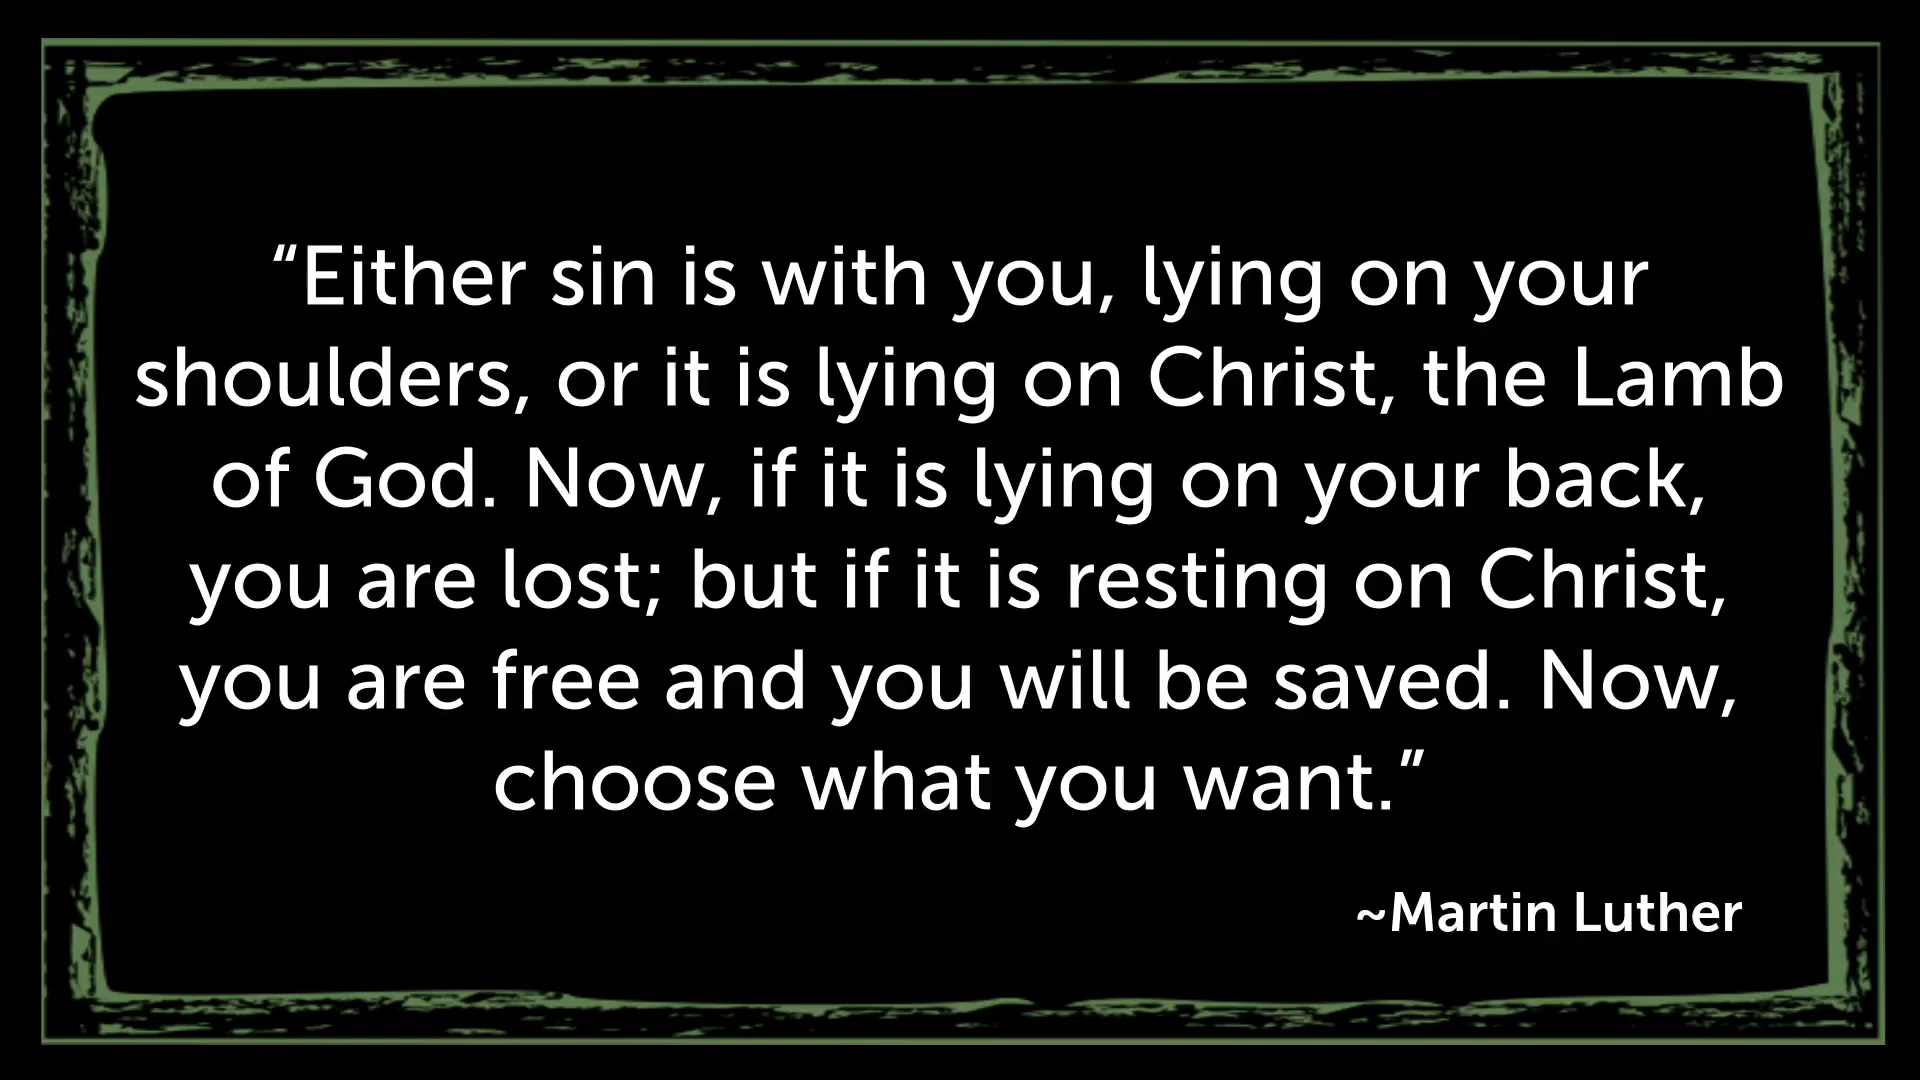 “Either sin is with you, lying on your
shoulders, or it is lying on Christ, the Lamb
of God. Now, if it is lying on your back,
you are lost; but if it is resting on Christ,
you are free and you will be saved. Now,
choose what you want.”
~Martin Luther